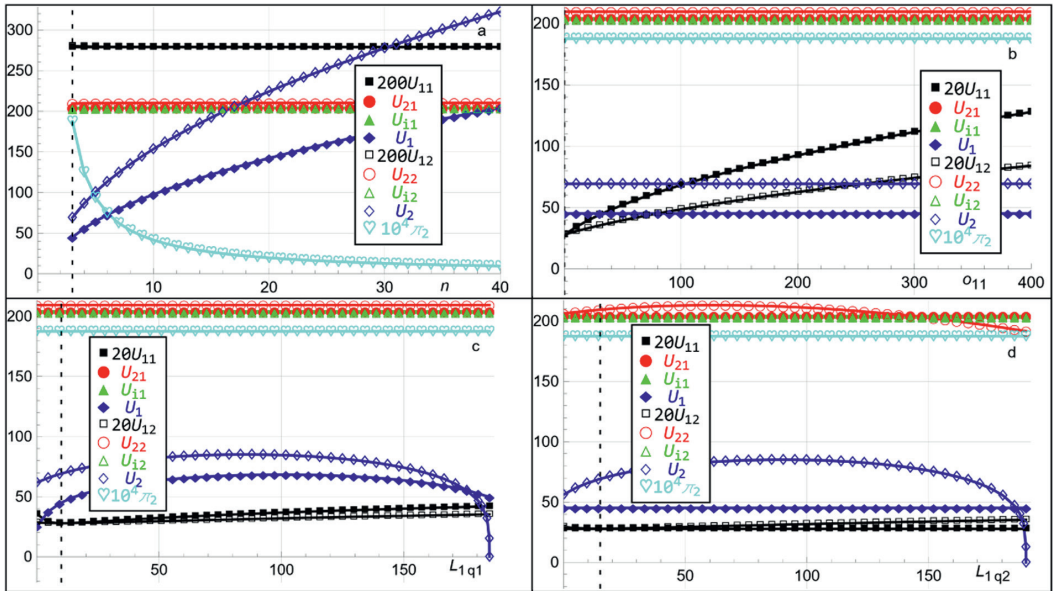 a
300
250
200
150
100
50
0
200U₁₁
U₂₁
Uᵢ₁
U₁
200U₁₂
U₂₂
Uᵢ₂
U₂
10⁴π₂
10 20 30 n 40
b
200
150
100
50
0
20U₁₁
U₂₁
Uᵢ₁
U₁
20U₁₂
U₂₂
Uᵢ₂
U₂
10⁴π₂
100 200 300 o₁₁ 400
c
200
150
100
50
0
20U₁₁
U₂₁
Uᵢ₁
U₁
20U₁₂
U₂₂
Uᵢ₂
U₂
10⁴π₂
50 100 150 L₁q₁
d
200
150
100
50
0
20U₁₁
U₂₁
Uᵢ₁
U₁
20U₁₂
U₂₂
Uᵢ₂
U₂
10⁴π₂
50 100 150 L₁q₂